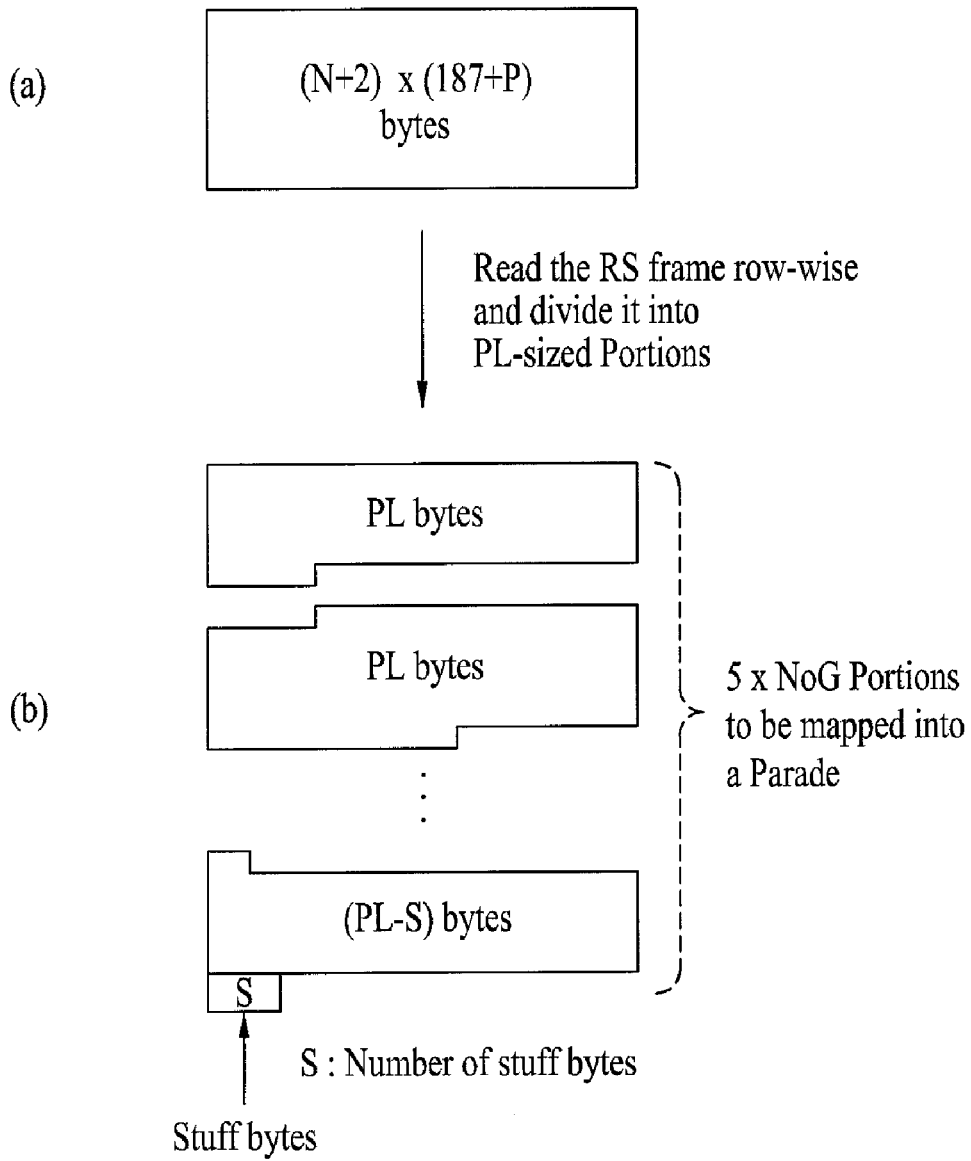 (a)
(N+2) x (187+P)
bytes
Read the RS frame row-wise
and divide it into
PL-sized Portions
PL bytes
PL bytes
(b)
5 x NoG Portions
to be mapped into
a Parade
.
.
.
(PL-S) bytes
S
S : Number of stuff bytes
Stuff bytes